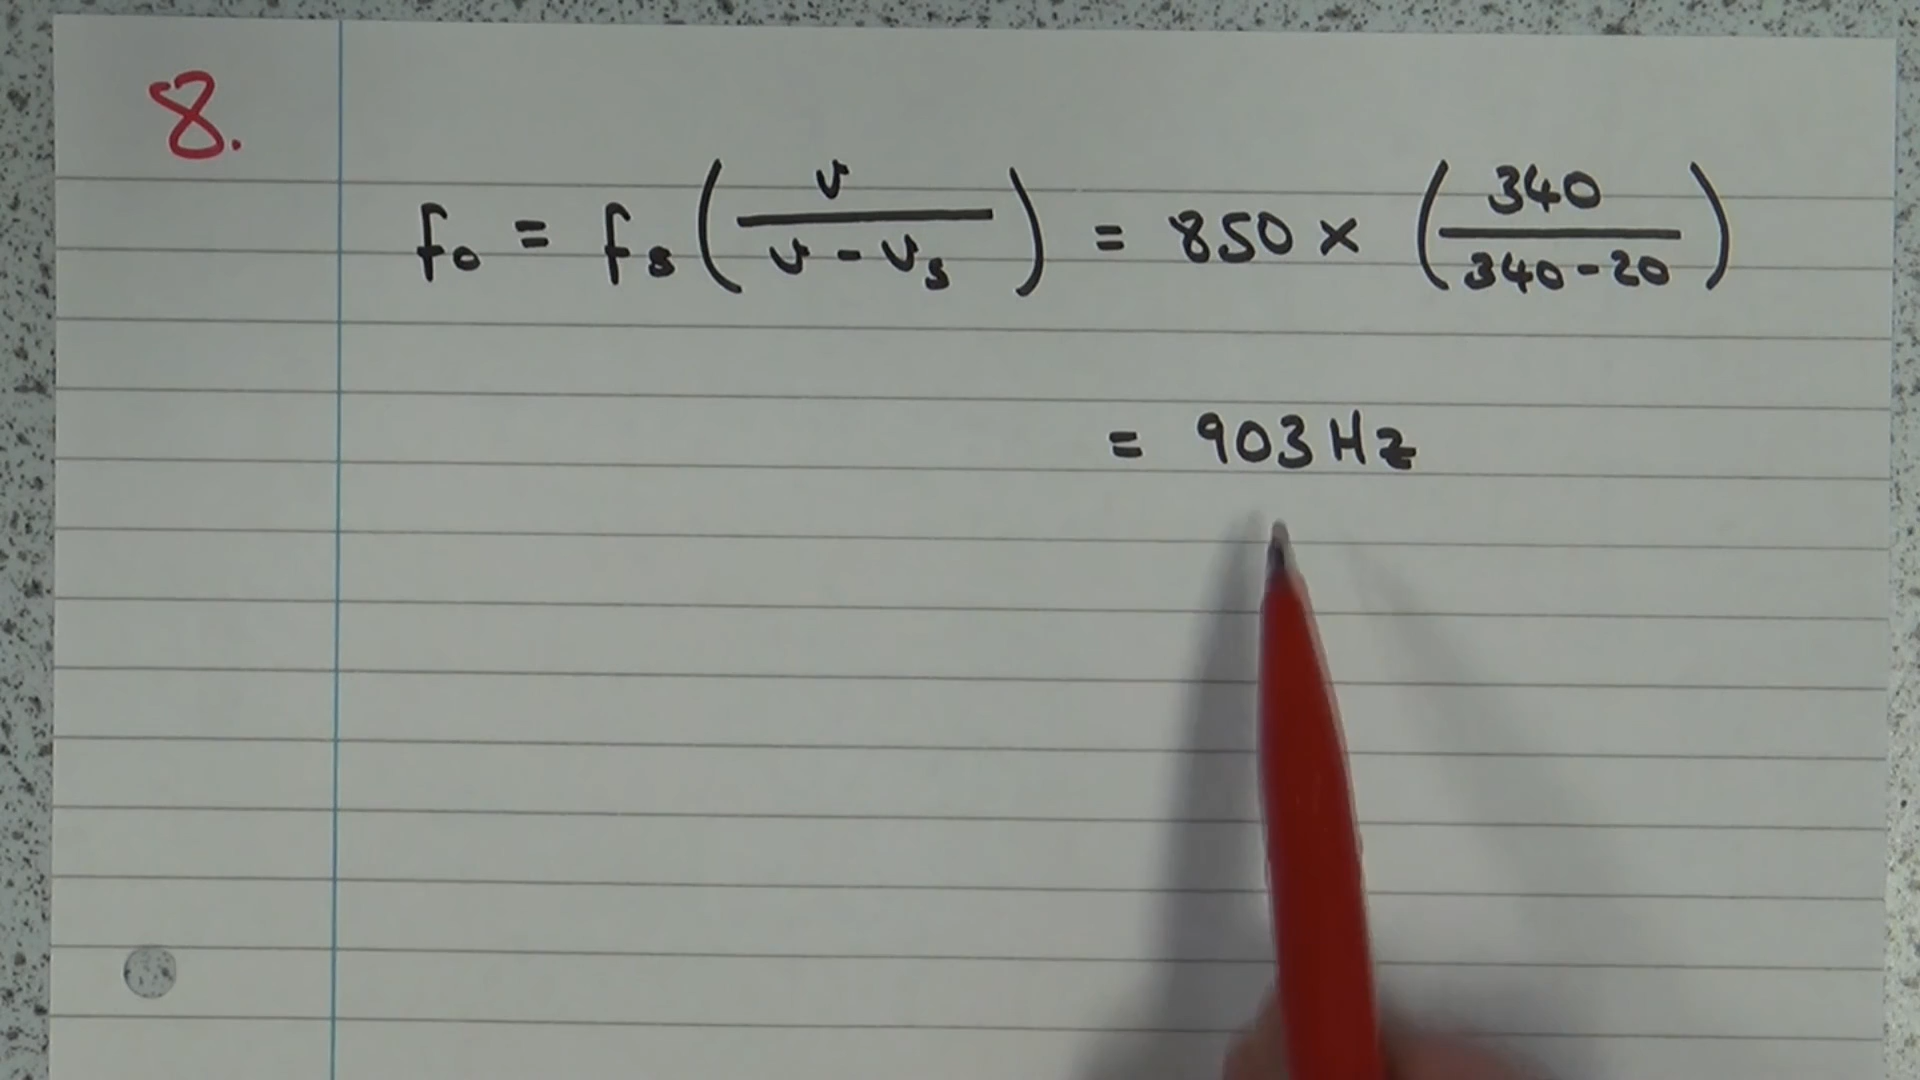 8.
f₀ = fₛ (v / (v - vₛ)) = 850 × (340 / (340-20))
= 903 Hz